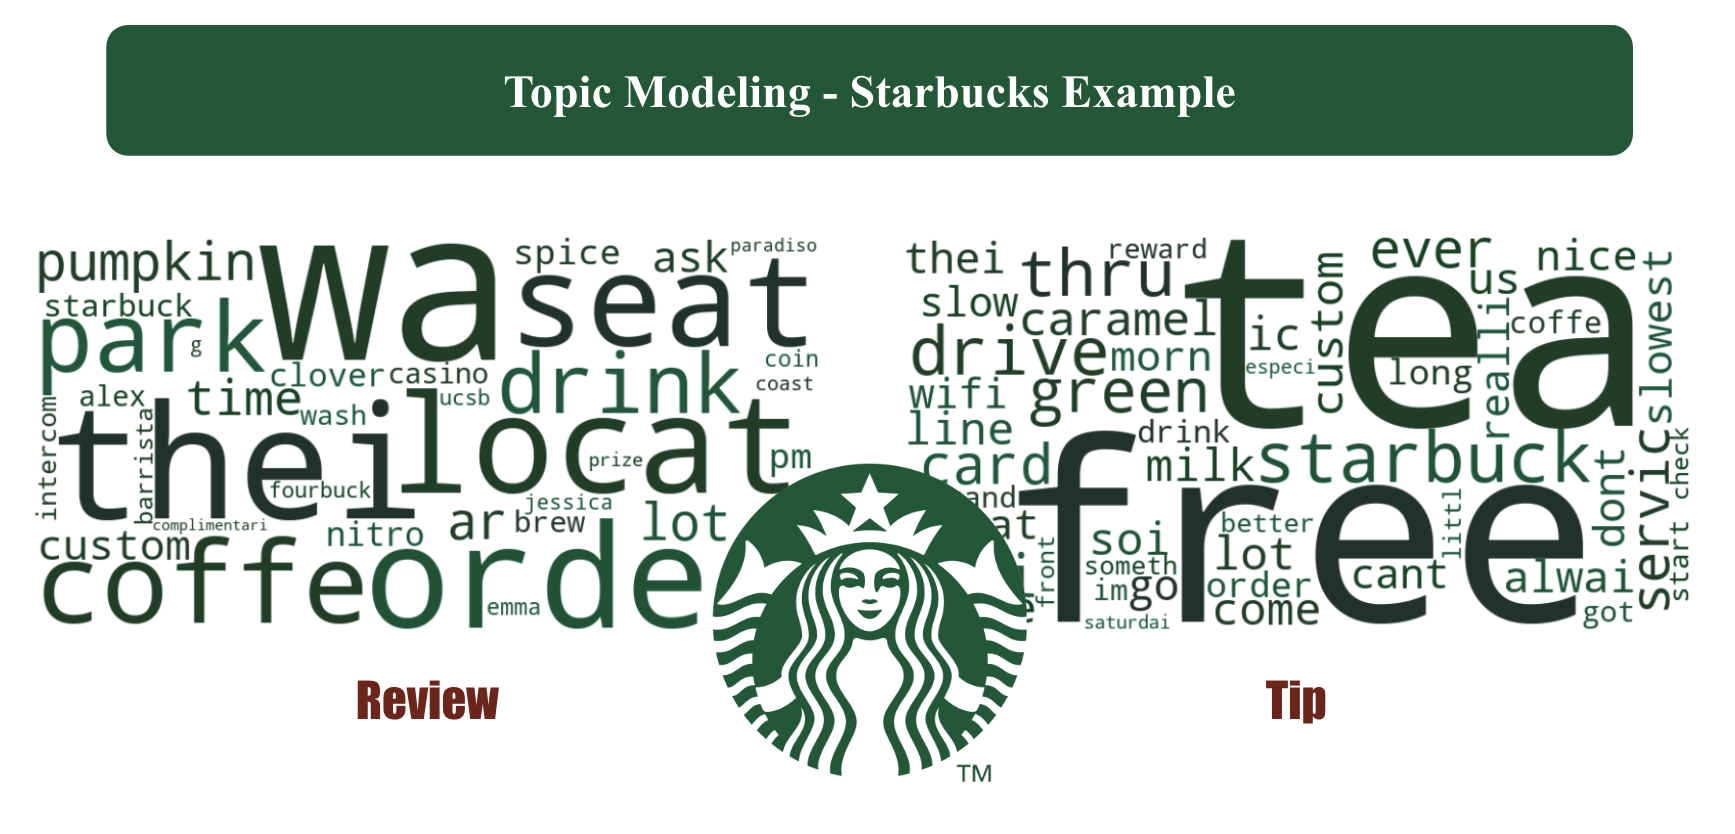 Topic Modeling - Starbucks Example
pumpkin
wa
spice
ask
paradiso
starbuck
seat
park
g
coin
clover
casino
drink
coast
alex
time
ucsb
wash
intercom
barrista
thei
locat
prize
pm
fourbuck
jessica
complimentari
nitro
ar
brew
lot
custom
coffe
orde
emma
thei
reward
thru
tea
ever
nice
us
slow
caramel
ic
custom
realli
coffe
slowest
drive
morn
especi
long
wifi
green
line
drink
card
milk
starbuck
servic
check
and
free
at
better
littl
dont
front
soi
lot
someth
im
go
order
cant
alwai
start
come
got
saturdai
Review
Tip
TM